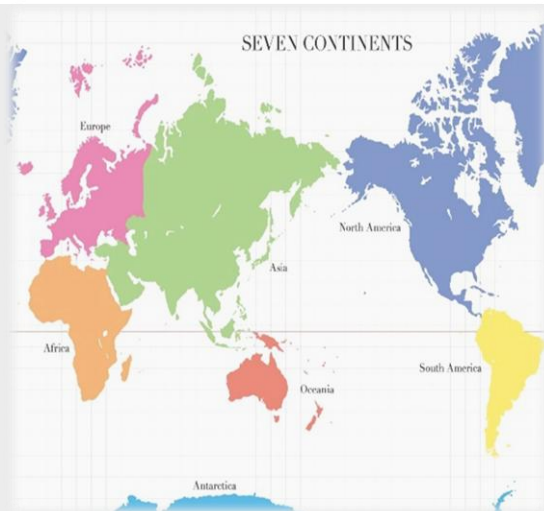 SEVEN CONTINENTS
Europe
North America
Asia
Africa
South America
Oceania
Antarctica